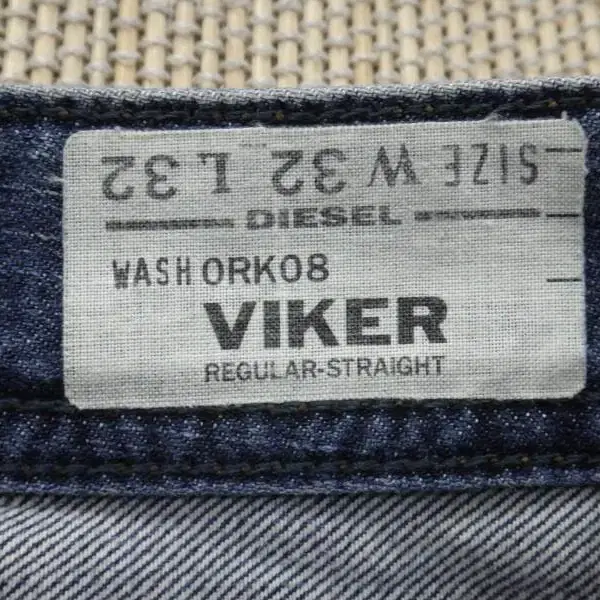 SIZE W 32 L 32
DIESEL
WASH ORK08
VIKER
REGULAR-STRAIGHT